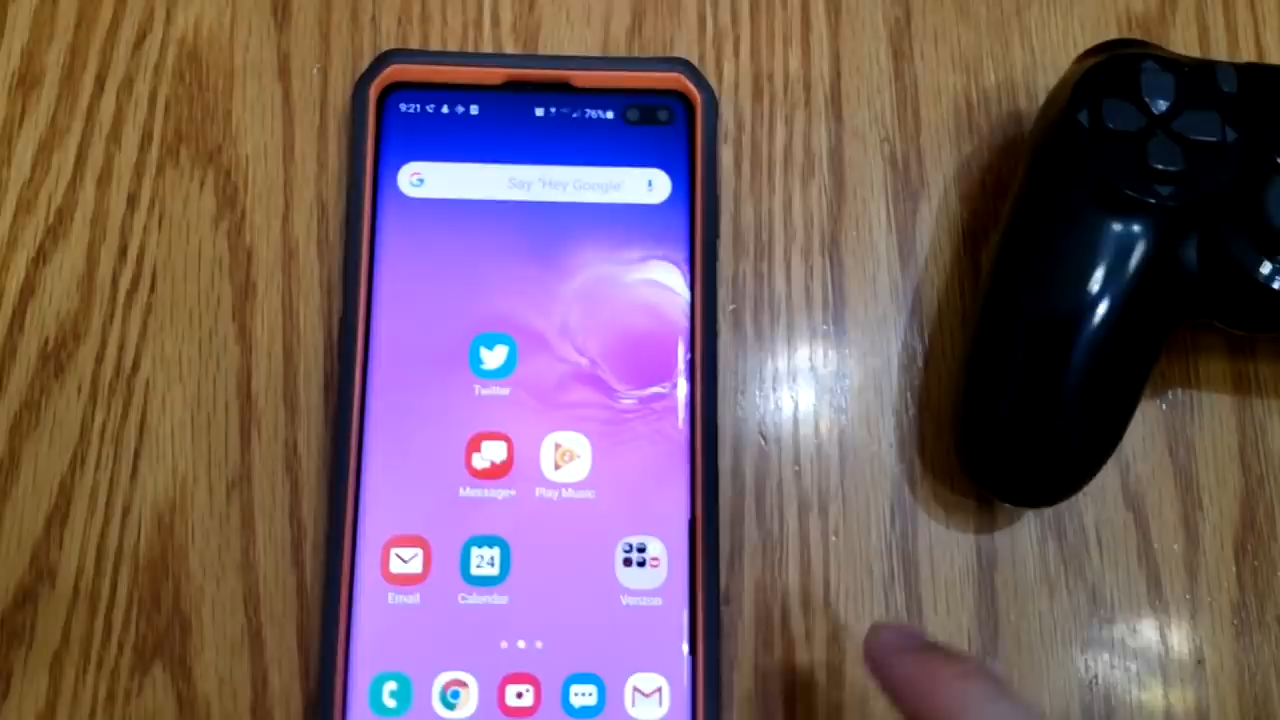 9:21
76%
Say "Hey Google"
Twitter
Message+ Play Music
24
Email Calendar Verizon